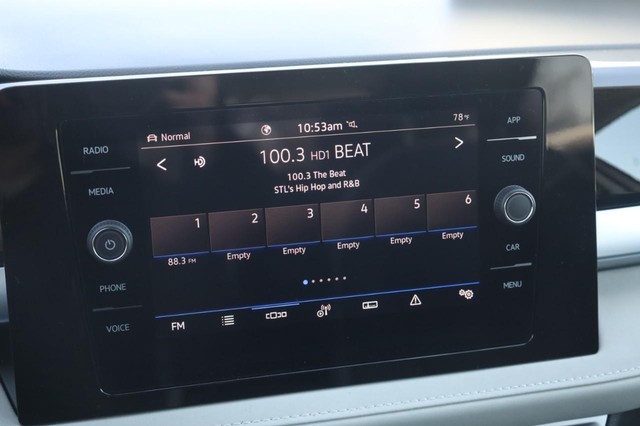 RADIO
MEDIA
PHONE
VOICE
Normal
10:53am
78°F
100.3 HD1 BEAT
100.3 The Beat
STL's Hip Hop and R&B
1 2 3 4 5 6
88.3 FM Empty Empty Empty Empty Empty
FM
APP
SOUND
CAR
MENU